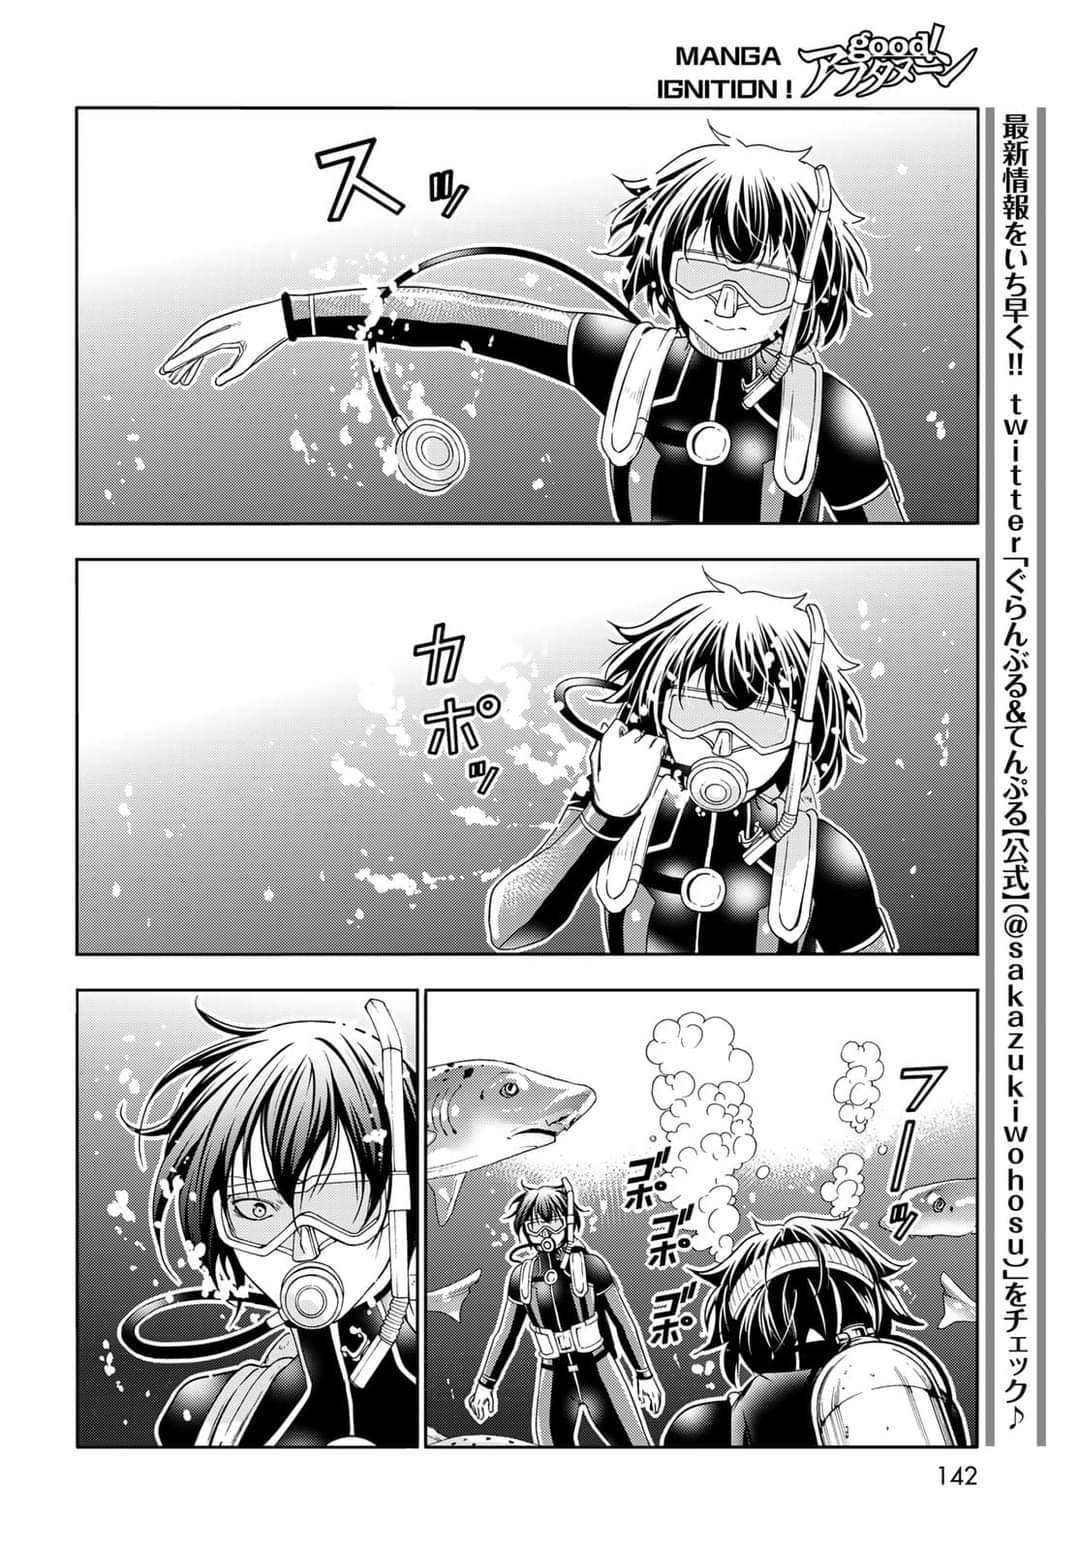 MANGA
IGNITION!
good!
アフタヌーン
最新情報をいち早く!! twitter「ぐらんぶる&てんぷる【公式】(@sakazukiwohosu)」をチェック♪
スッ
カポッ
フーッ
ゴポ
ゴポ
ゴポ
142